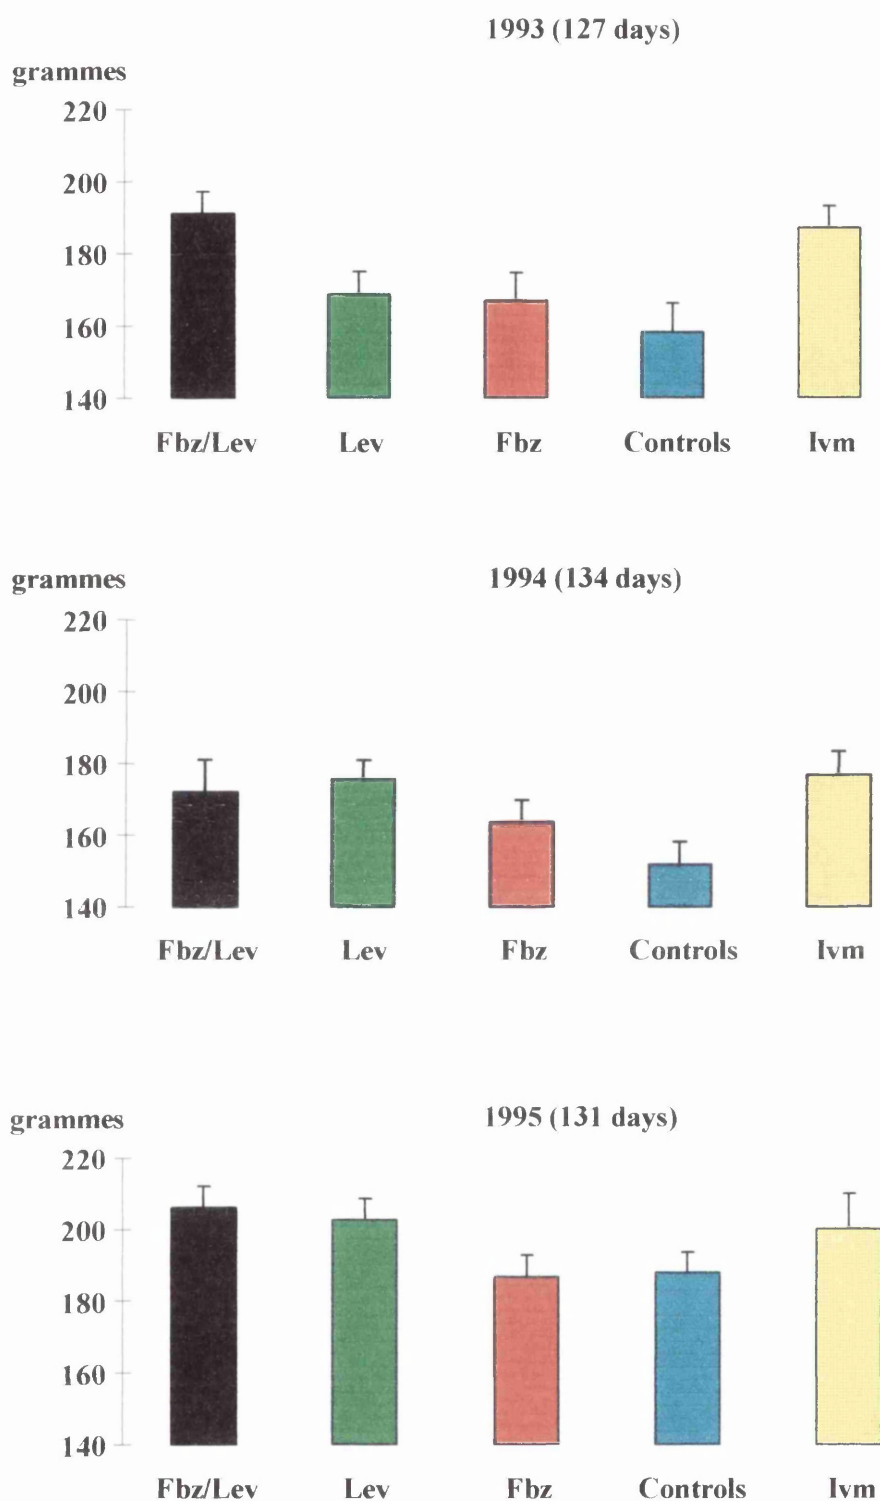 1993 (127 days)
grammes
220
200
180
160
140
Fbz/Lev Lev Fbz Controls Ivm
grammes 1994 (134 days)
220
200
180
160
140
Fbz/Lev Lev Fbz Controls Ivm
grammes 1995 (131 days)
220
200
180
160
140
Fbz/Lev Lev Fbz Controls Ivm